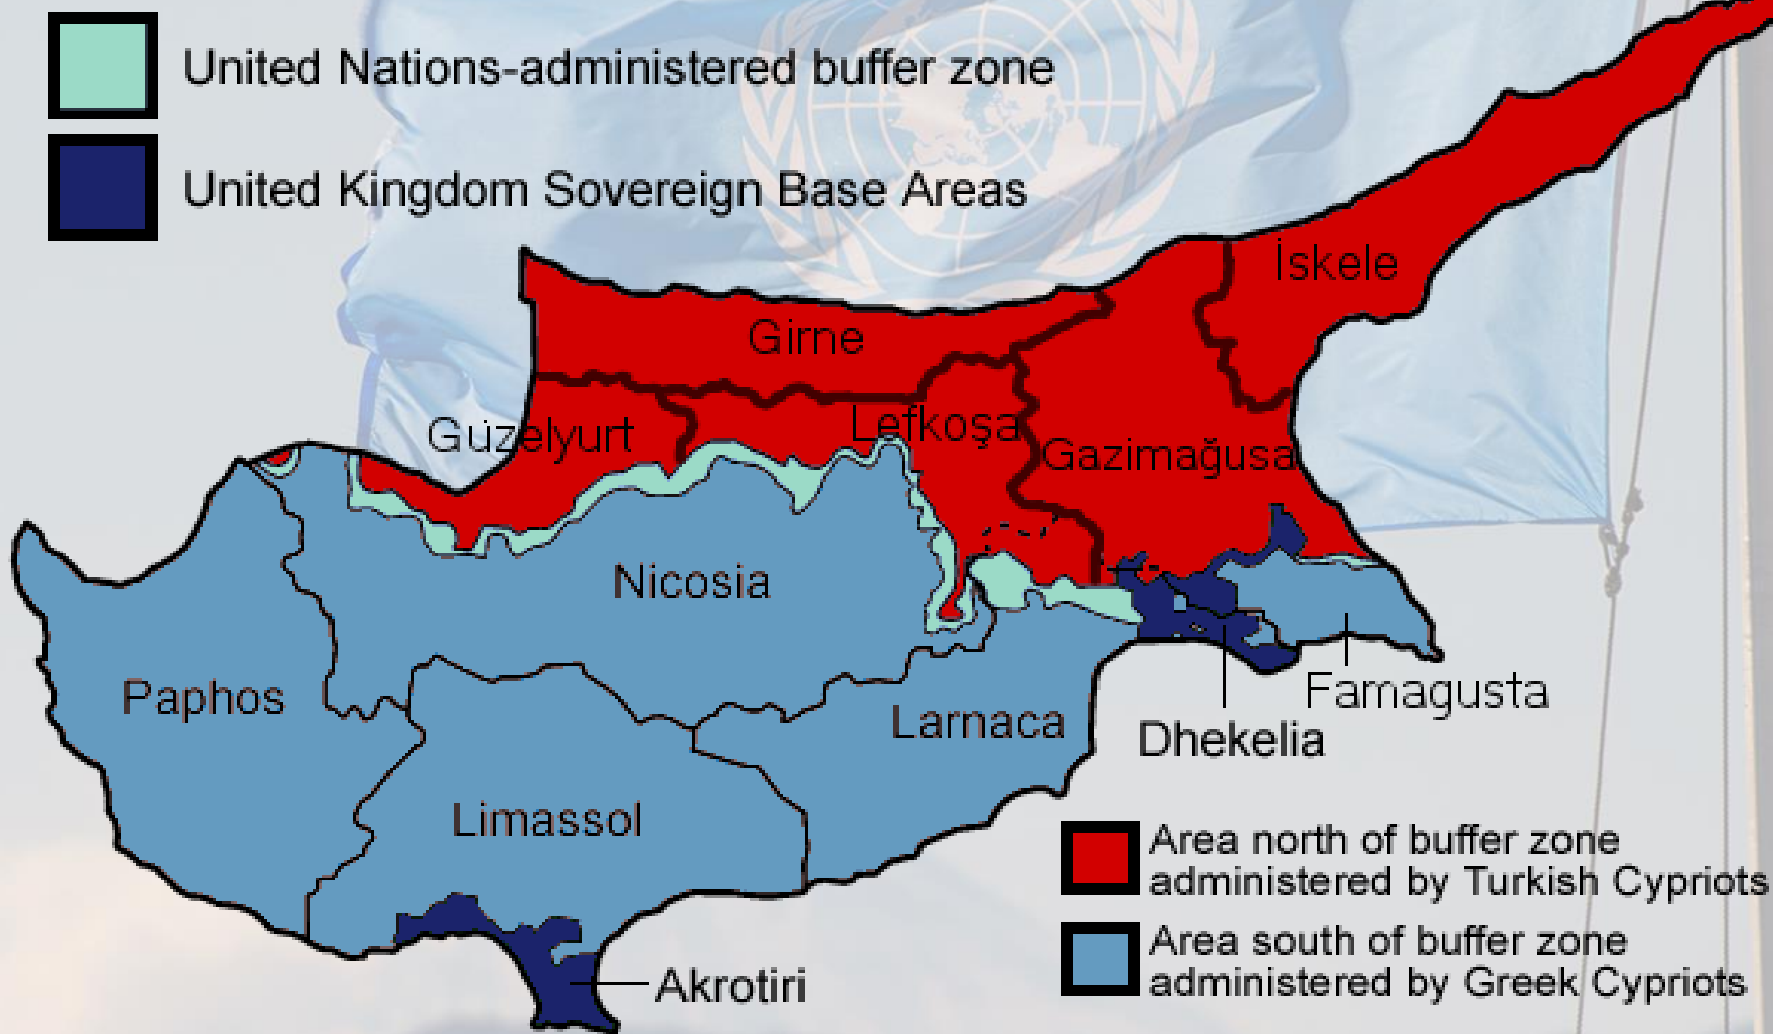 United Nations-administered buffer zone
United Kingdom Sovereign Base Areas
İskele
Girne
Güzelyurt
Lefkoşa
Gazimağusa
Nicosia
Paphos
Famagusta
Larnaca
Dhekelia
Limassol
Area north of buffer zone
administered by Turkish Cypriots
Area south of buffer zone
administered by Greek Cypriots
Akrotiri